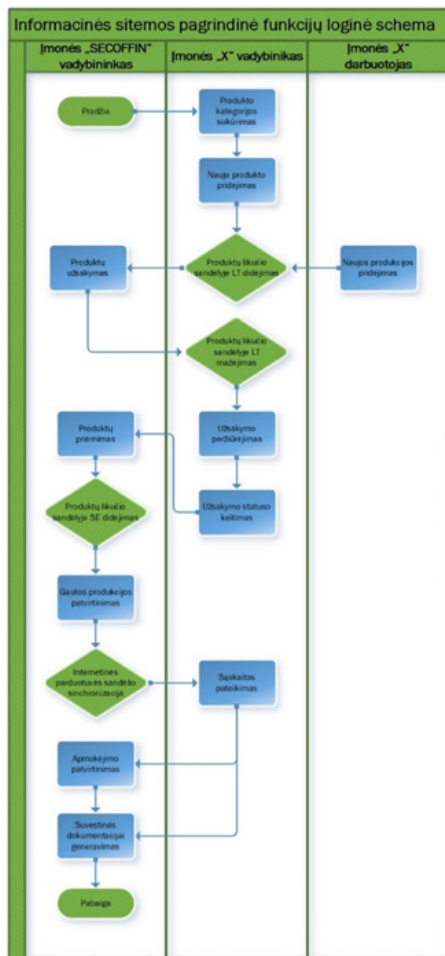 Informacinės sitemos pagrindinė funkcijų loginė schema
Įmonės „SECOFFIN"
vadybininkas
Įmonės „X" vadybinikas
Įmonės „X"
darbuotojas
Pradžia
Produkto
kategorijos
sukūrimas
Naujo produkto
pridėjimas
Produktų
užsakymas
Produktų likučio
sandėlyje LT didėjimas
Naujos produkcijos
pridėjimas
Produktų likučio
sandėlyje LT
mažėjimas
Produktų
priėmimas
Užsakymo
peržiūrėjimas
Produktų likučio
sandėlyje SE didėjimas
Užsakymo statuso
keitimas
Gautos produkcijos
patvirtinimas
Internetinės
parduotuvės sandėlio
sinchronizacija
Sąskaitos
pateikimas
Apmokėjimo
patvirtinimas
Suvestinės
dokumentacijai
generavimas
Pabaiga